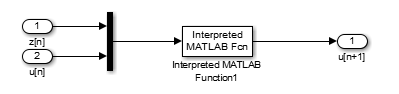 1
z[n]
2
u[n]
Interpreted
MATLAB Fcn
Interpreted MATLAB
Function1
1
u[n+1]